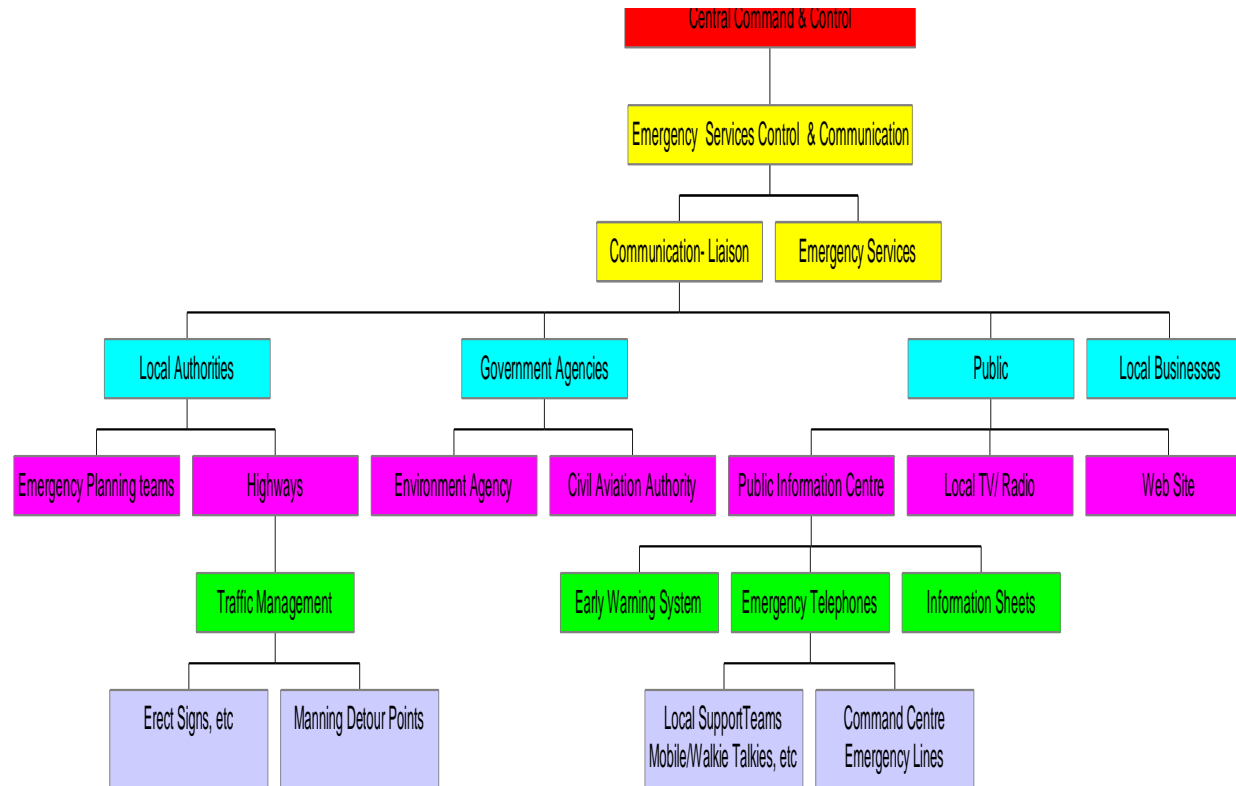 Central Command & Control
Emergency Services Control & Communication
Communication- Liaison
Emergency Services
Local Authorities
Government Agencies
Public
Local Businesses
Emergency Planning teams
Highways
Environment Agency
Civil Aviation Authority
Public Information Centre
Local TV/ Radio
Web Site
Traffic Management
Early Warning System
Emergency Telephones
Information Sheets
Erect Signs, etc
Manning Detour Points
Local SupportTeams
Mobile/Walkie Talkies, etc
Command Centre
Emergency Lines